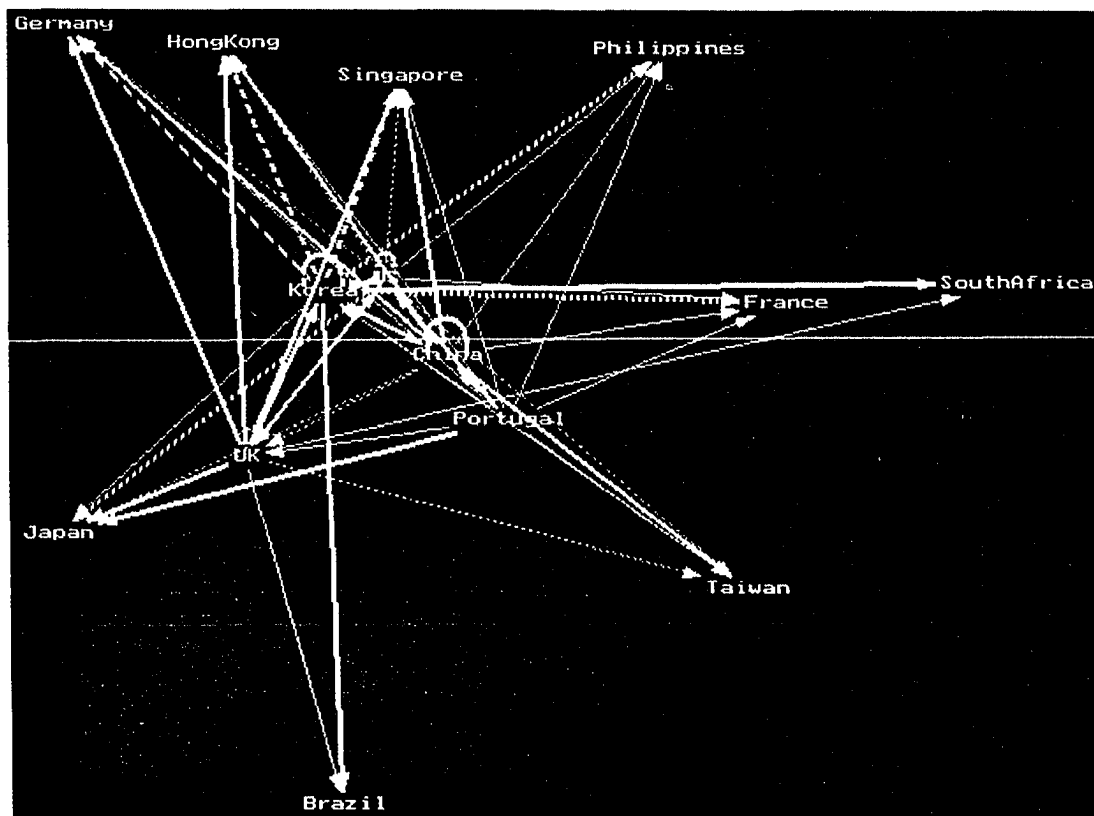 Germany
HongKong
Philippines
Singapore
Korea
SouthAfrica
France
China
Portugal
UK
Japan
Taiwan
Brazil